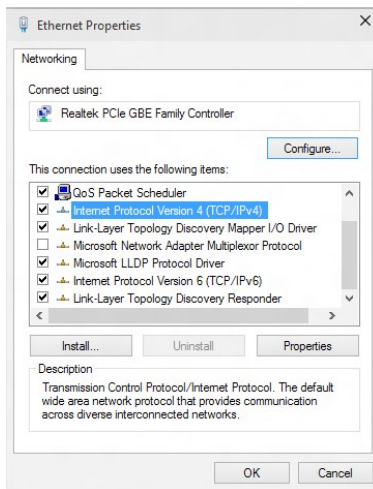 Ethernet Properties
Networking
Connect using:
Realtek PCIe GBE Family Controller
Configure...
This connection uses the following items:
QoS Packet Scheduler
Internet Protocol Version 4 (TCP/IPv4)
Link-Layer Topology Discovery Mapper I/O Driver
Microsoft Network Adapter Multiplexor Protocol
Microsoft LLDP Protocol Driver
Internet Protocol Version 6 (TCP/IPv6)
Link-Layer Topology Discovery Responder
Install... Uninstall Properties
Description
Transmission Control Protocol/Internet Protocol. The default
wide area network protocol that provides communication
across diverse interconnected networks.
OK Cancel